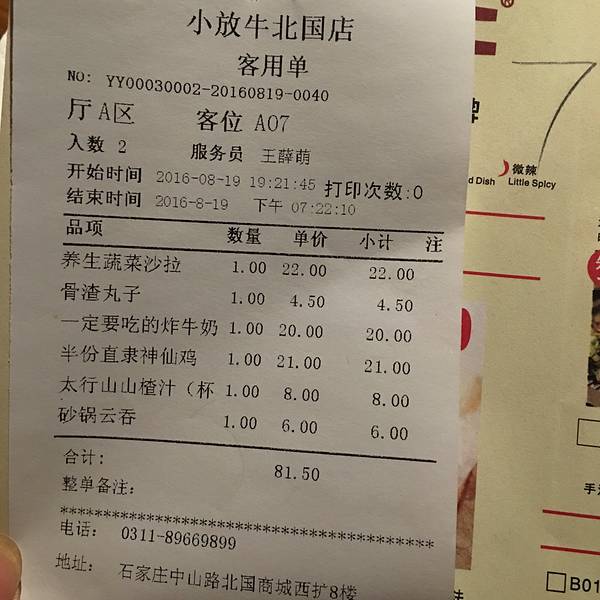 小放牛北国店
客用单
NO: YY00030002-20160819-0040
厅 A区 客位 A07
入数 2 服务员 王薛萌
开始时间 2016-08-19 19:21:45 打印次数:0
结束时间 2016-8-19 下午 07:22:10
品项 数量 单价 小计 注
养生蔬菜沙拉 1.00 22.00 22.00
骨渣丸子 1.00 4.50 4.50
一定要吃的炸牛奶 1.00 20.00 20.00
半份直隶神仙鸡 1.00 21.00 21.00
太行山山楂汁（杯 1.00 8.00 8.00
砂锅云吞 1.00 6.00 6.00
合计: 81.50
整单备注:
****************************************
电话: 0311-89669899
地址: 石家庄中山路北国商城西扩8楼
®
7
微辣
d Dish Little Spicy
B01